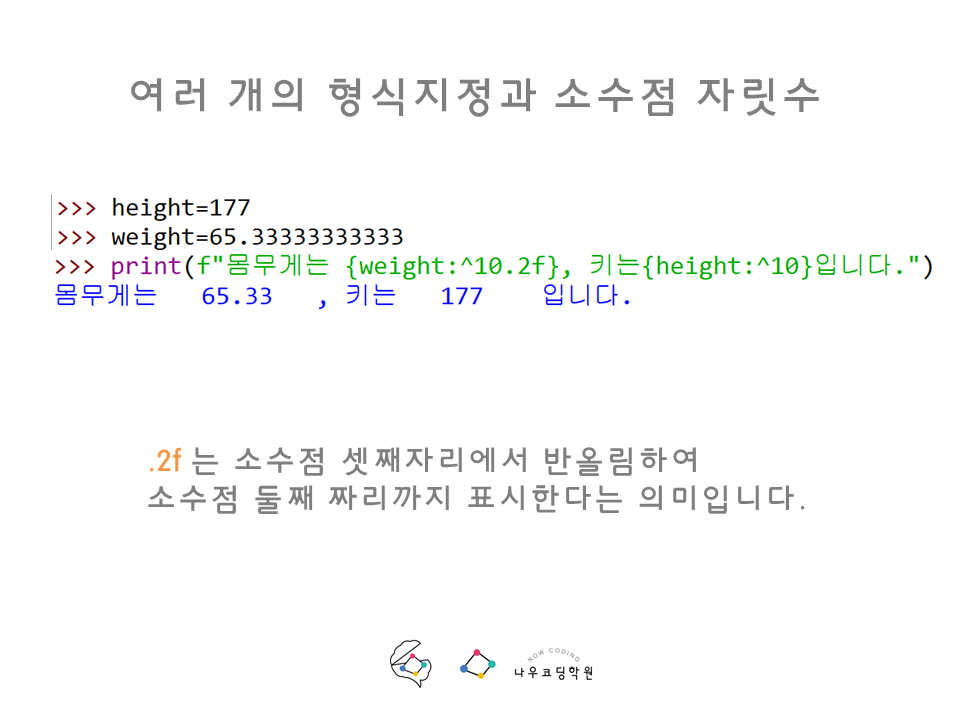 여러 개의 형식지정과 소수점 자릿수
>>> height=177
>>> weight=65.33333333333
>>> print(f"몸무게는 {weight:^10.2f}, 키는{height:^10}입니다.")
몸무게는   65.33   , 키는   177    입니다.
.2f 는 소수점 셋째자리에서 반올림하여
소수점 둘째 짜리까지 표시한다는 의미입니다.
NOW CODING
나우코딩학원